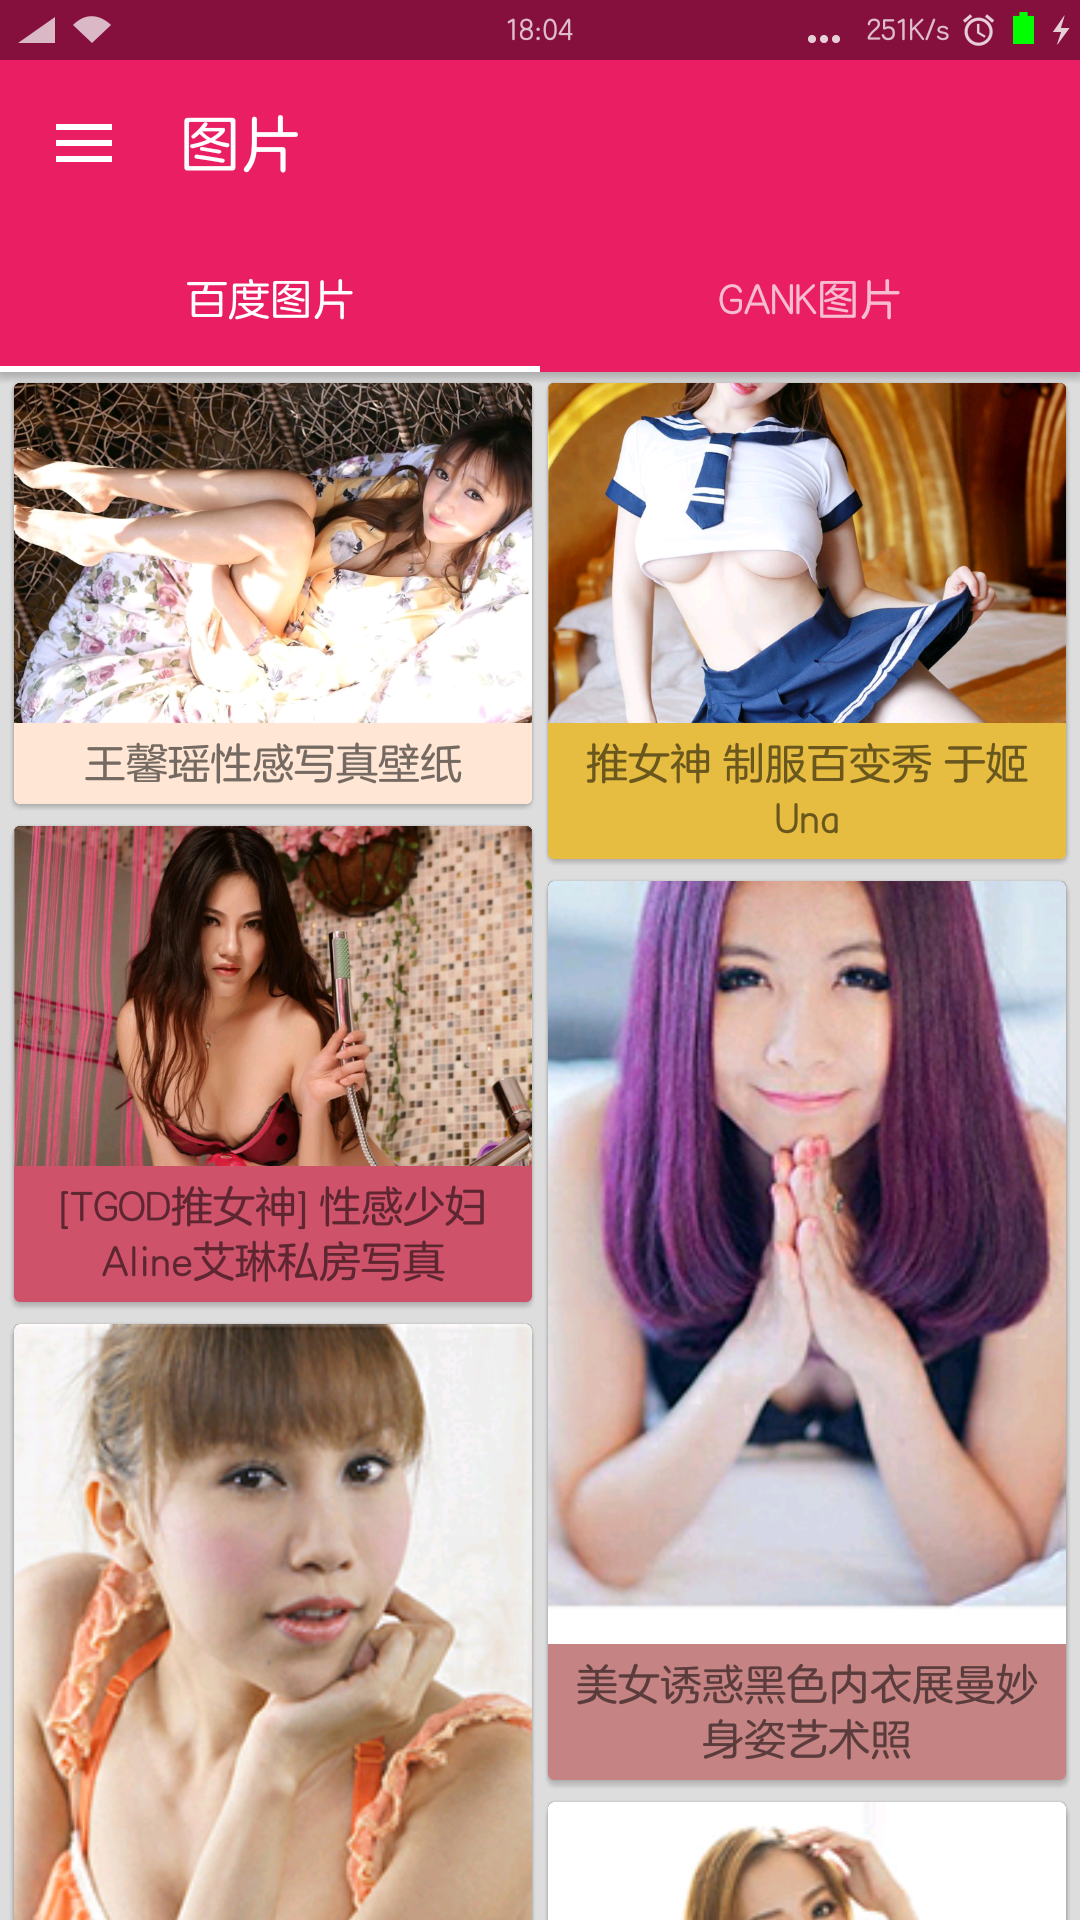 18:04
251K/s
图片
百度图片
GANK图片
王馨瑶性感写真壁纸
推女神 制服百变秀 于姬
Una
[TGOD推女神] 性感少妇
Aline艾琳私房写真
美女诱惑黑色内衣展曼妙
身姿艺术照